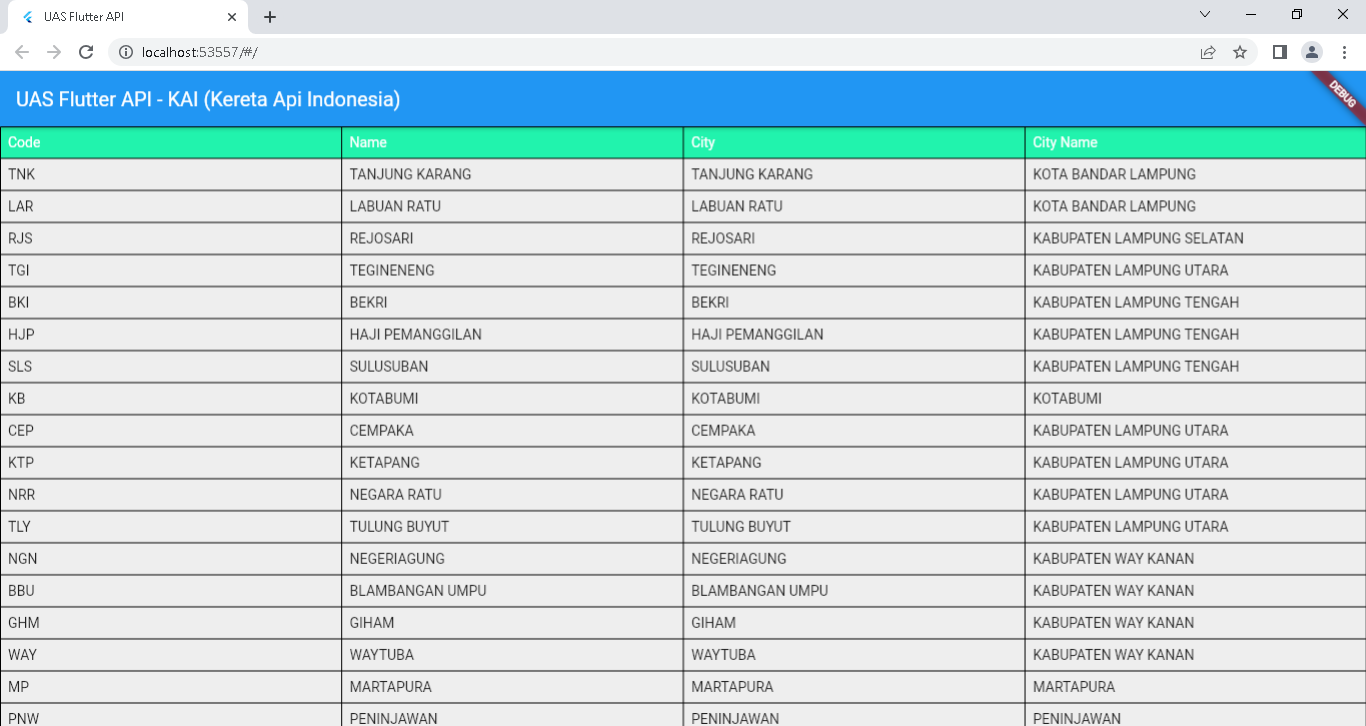 UAS Flutter API
localhost:53557/#/
UAS Flutter API - KAI (Kereta Api Indonesia)
DEBUG
Code Name City City Name
TNK TANJUNG KARANG TANJUNG KARANG KOTA BANDAR LAMPUNG
LAR LABUAN RATU LABUAN RATU KOTA BANDAR LAMPUNG
RJS REJOSARI REJOSARI KABUPATEN LAMPUNG SELATAN
TGI TEGINENENG TEGINENENG KABUPATEN LAMPUNG UTARA
BKI BEKRI BEKRI KABUPATEN LAMPUNG TENGAH
HJP HAJI PEMANGGILAN HAJI PEMANGGILAN KABUPATEN LAMPUNG TENGAH
SLS SULUSUBAN SULUSUBAN KABUPATEN LAMPUNG TENGAH
KB KOTABUMI KOTABUMI KOTABUMI
CEP CEMPAKA CEMPAKA KABUPATEN LAMPUNG UTARA
KTP KETAPANG KETAPANG KABUPATEN LAMPUNG UTARA
NRR NEGARA RATU NEGARA RATU KABUPATEN LAMPUNG UTARA
TLY TULUNG BUYUT TULUNG BUYUT KABUPATEN LAMPUNG UTARA
NGN NEGERIAGUNG NEGERIAGUNG KABUPATEN WAY KANAN
BBU BLAMBANGAN UMPU BLAMBANGAN UMPU KABUPATEN WAY KANAN
GHM GIHAM GIHAM KABUPATEN WAY KANAN
WAY WAYTUBA WAYTUBA KABUPATEN WAY KANAN
MP MARTAPURA MARTAPURA MARTAPURA
PNW PENINJAWAN PENINJAWAN PENINJAWAN